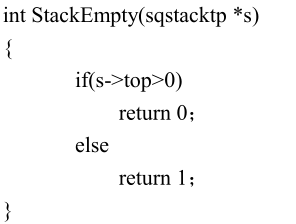 int StackEmpty(sqstacktp *s)
{
if(s->top>0)
return 0；
else
return 1；
}